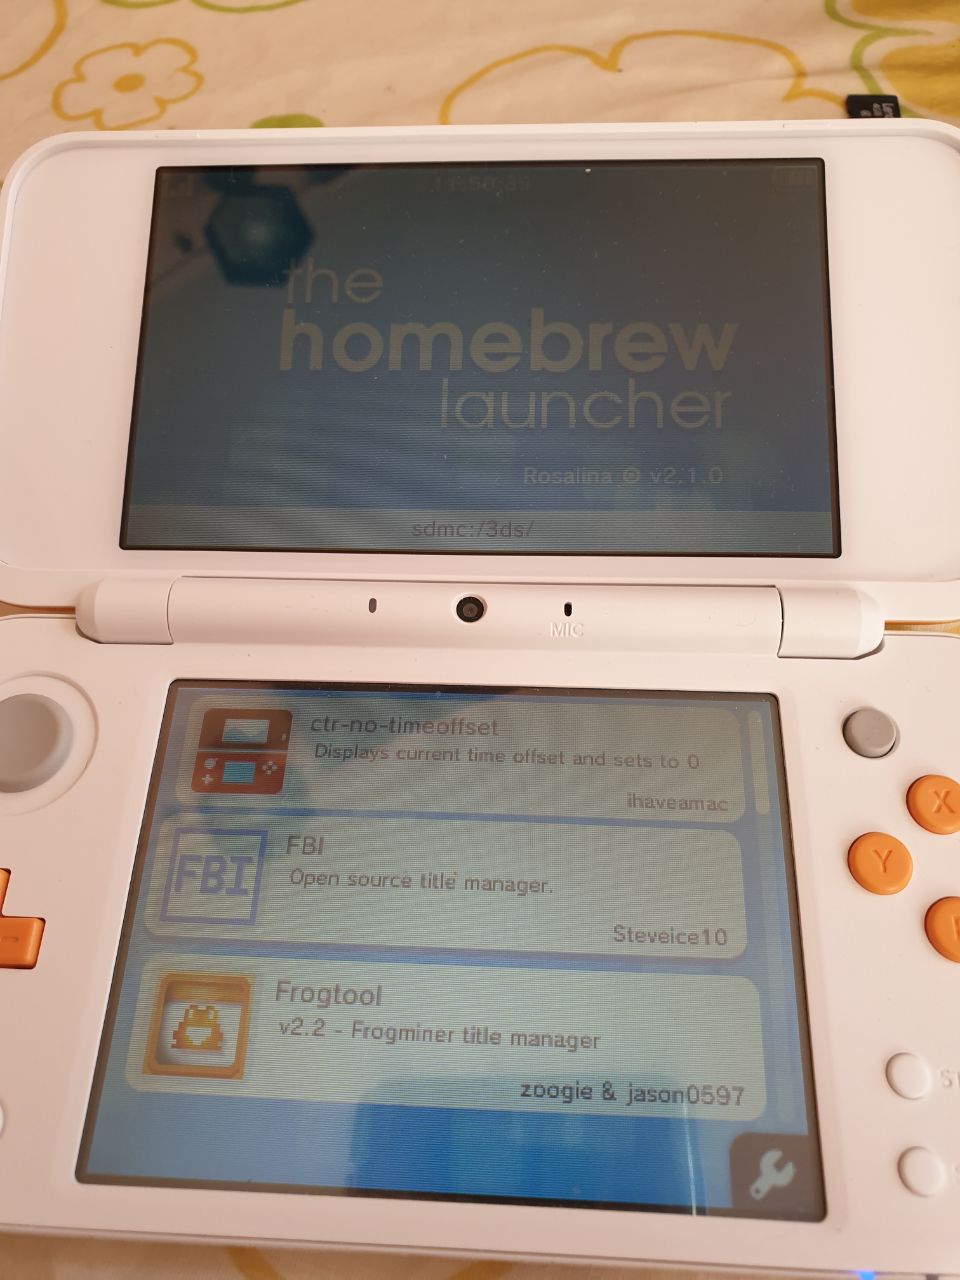 the
homebrew
launcher
Rosalina v2.1.0
sdmc:/3ds/
MIC
ctr-no-timeoffset
Displays current time offset and sets to 0
ihaveamac
FBI
FBI
Open source title manager.
Steveice10
Frogtool
v2.2 - Frogminer title manager
zoogie & jason0597
X
Y